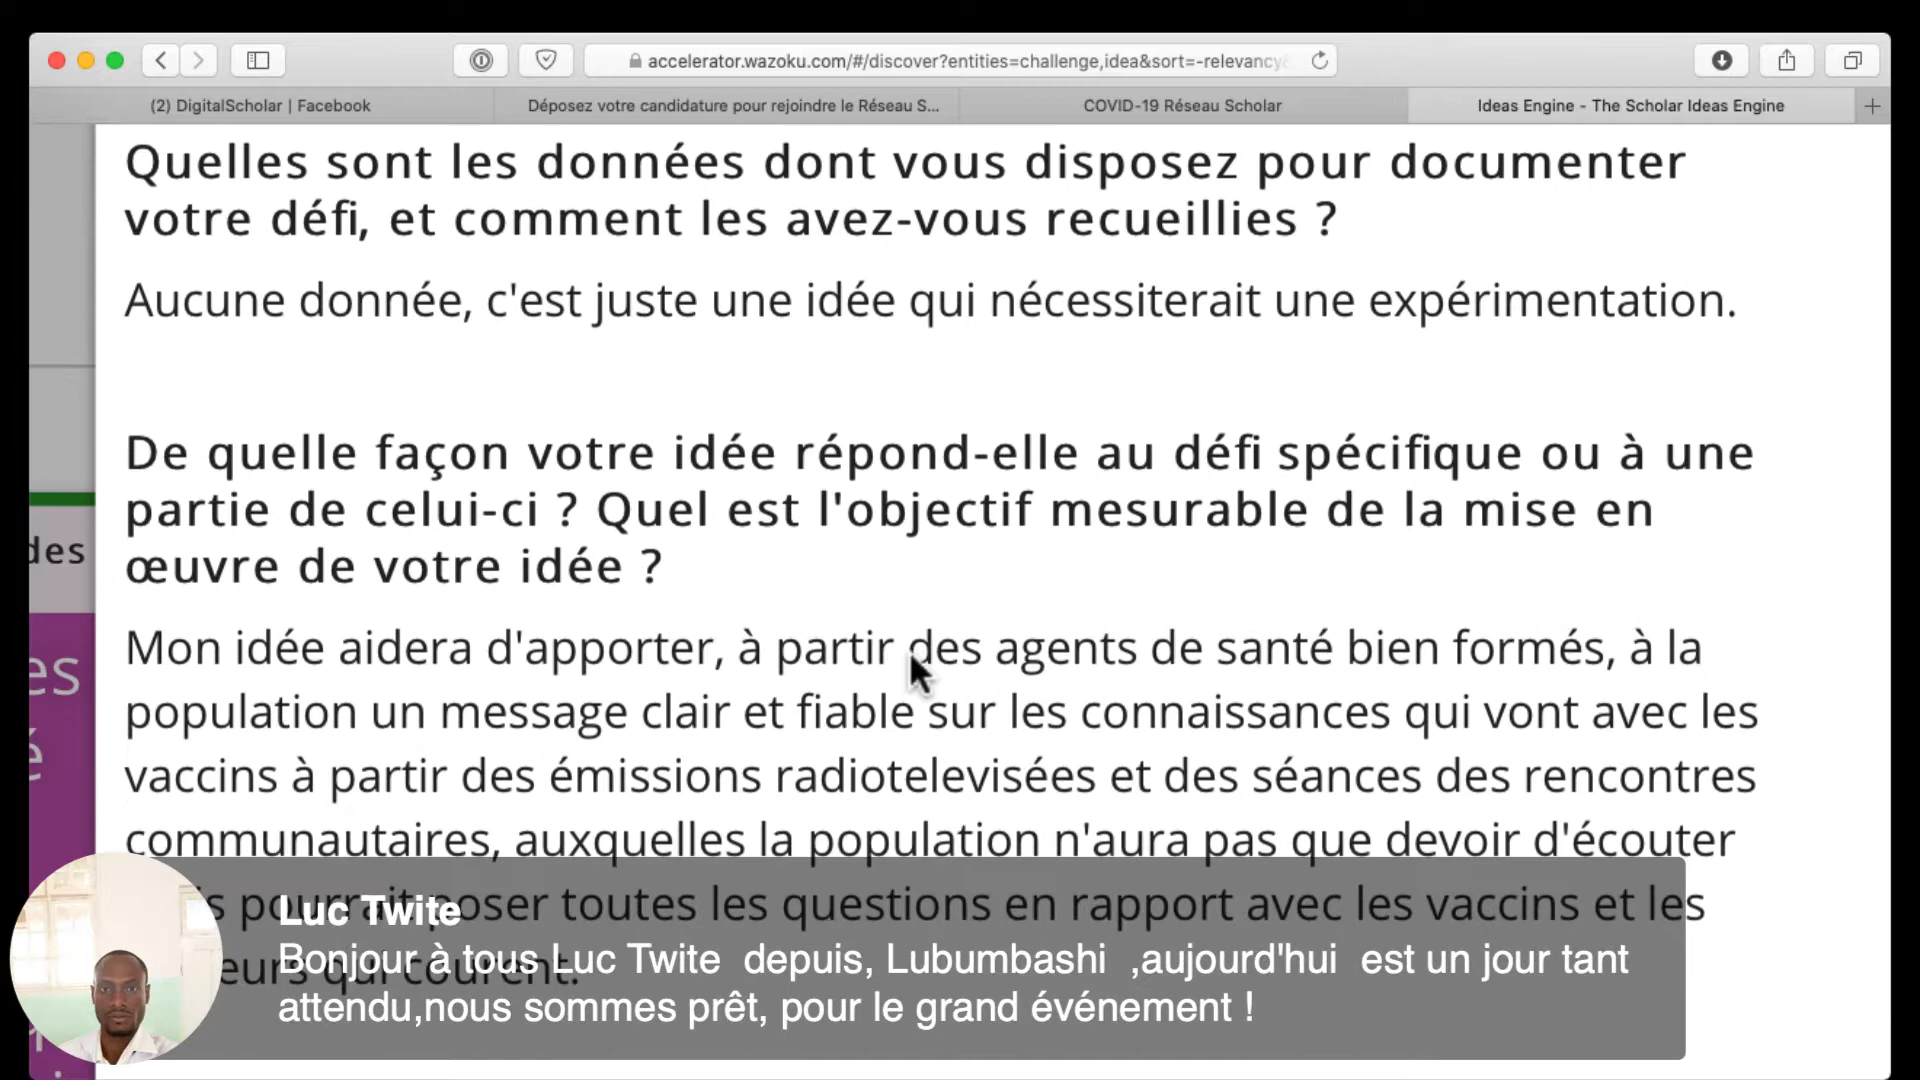 accelerator.wazoku.com/#/discover?entities=challenge,idea&sort=-relevancy
(2) DigitalScholar | Facebook
Déposez votre candidature pour rejoindre le Réseau S...
COVID-19 Réseau Scholar
Ideas Engine - The Scholar Ideas Engine
Quelles sont les données dont vous disposez pour documenter
votre défi, et comment les avez-vous recueillies ?
Aucune donnée, c'est juste une idée qui nécessiterait une expérimentation.
De quelle façon votre idée répond-elle au défi spécifique ou à une
partie de celui-ci ? Quel est l'objectif mesurable de la mise en
œuvre de votre idée ?
des
es
é
Mon idée aidera d'apporter, à partir des agents de santé bien formés, à la
population un message clair et fiable sur les connaissances qui vont avec les
vaccins à partir des émissions radiotelevisées et des séances des rencontres
communautaires, auxquelles la population n'aura pas que devoir d'écouter
pourrait poser toutes les questions en rapport avec les vaccins et les
eurs qui courent.
Luc Twite
Bonjour à tous Luc Twite depuis, Lubumbashi ,aujourd'hui est un jour tant
attendu,nous sommes prêt, pour le grand événement !